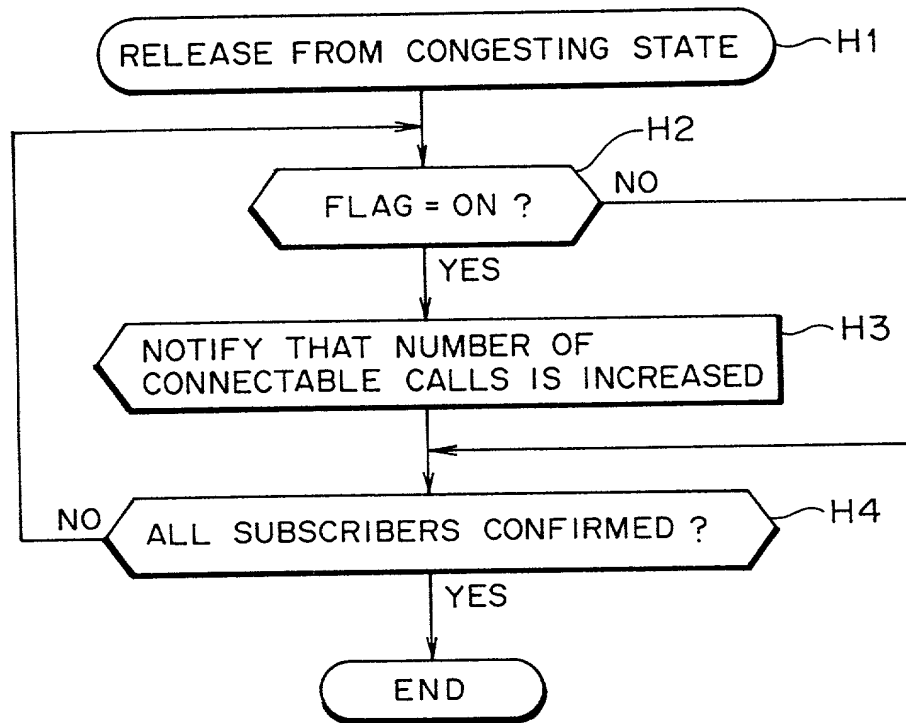 RELEASE FROM CONGESTING STATE
H1
H2
FLAG = ON ?
NO
YES
H3
NOTIFY THAT NUMBER OF
CONNECTABLE CALLS IS INCREASED
NO
ALL SUBSCRIBERS CONFIRMED ?
H4
YES
END